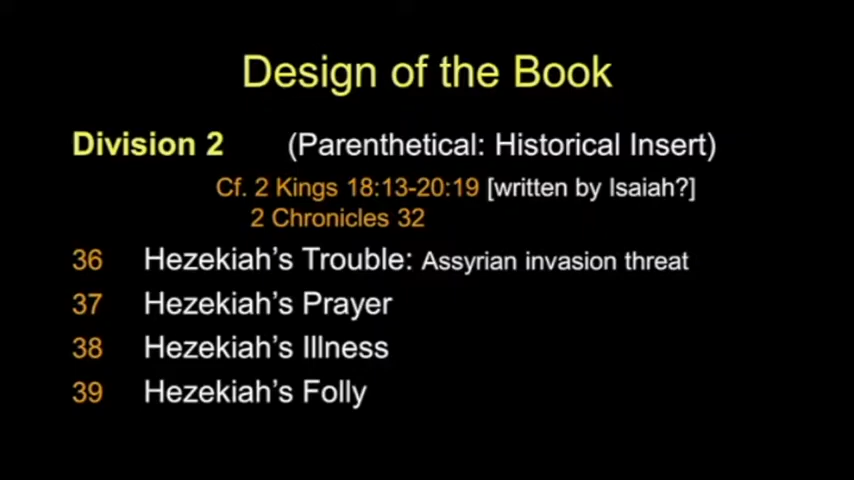 Design of the Book
Division 2 (Parenthetical: Historical Insert)
Cf. 2 Kings 18:13-20:19 [written by Isaiah?]
2 Chronicles 32
36 Hezekiah's Trouble: Assyrian invasion threat
37 Hezekiah's Prayer
38 Hezekiah's Illness
39 Hezekiah's Folly